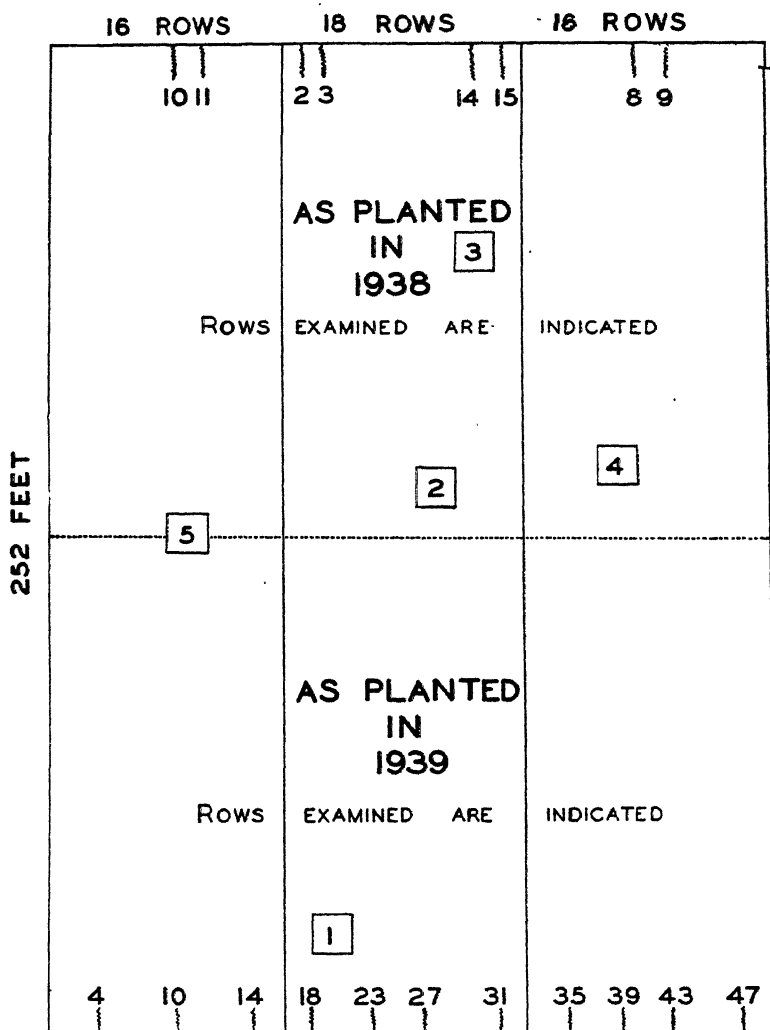 16 ROWS 18 ROWS 16 ROWS
10 11 2 3 14 15 8 9
AS PLANTED
IN
3
1938
ROWS EXAMINED ARE INDICATED
4
2
252 FEET
5
AS PLANTED
IN
1939
ROWS EXAMINED ARE INDICATED
1
4 10 14 18 23 27 31 35 39 43 47